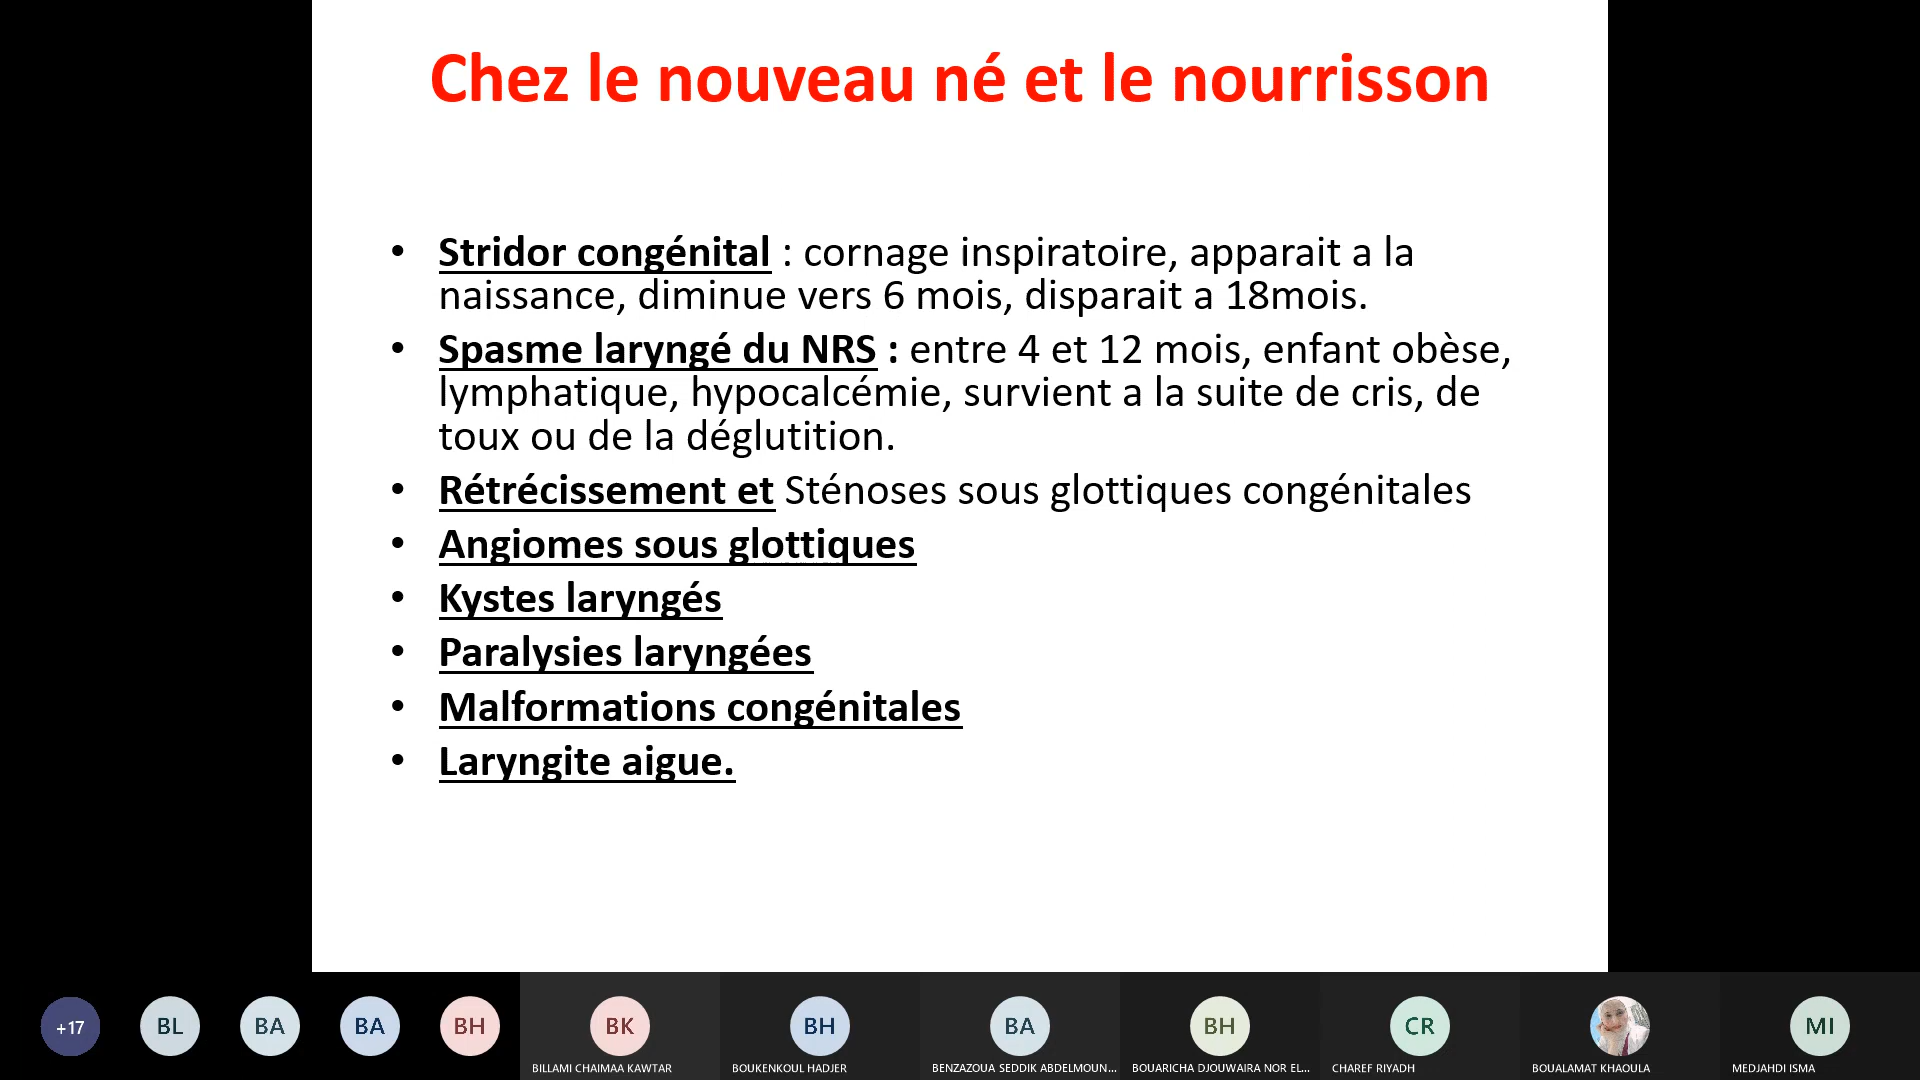 Chez le nouveau né et le nourrisson
• Stridor congénital : cornage inspiratoire, apparait a la
naissance, diminue vers 6 mois, disparait a 18mois.
• Spasme laryngé du NRS : entre 4 et 12 mois, enfant obèse,
lymphatique, hypocalcémie, survient a la suite de cris, de
toux ou de la déglutition.
• Rétrécissement et Sténoses sous glottiques congénitales
• Angiomes sous glottiques
• Kystes laryngés
• Paralysies laryngées
• Malformations congénitales
• Laryngite aigue.
+17 BL BA BA BH BK BH BA BH CR MI
BILLAMI CHAIMAA KAWTAR BOUKENKOUL HADJER BENZAZOUA SEDDIK ABDELMOUN... BOUARICHA DJOUWAIRA NOR EL... CHAREF RIYADH BOUALAMAT KHAOULA MEDJAHDI ISMA